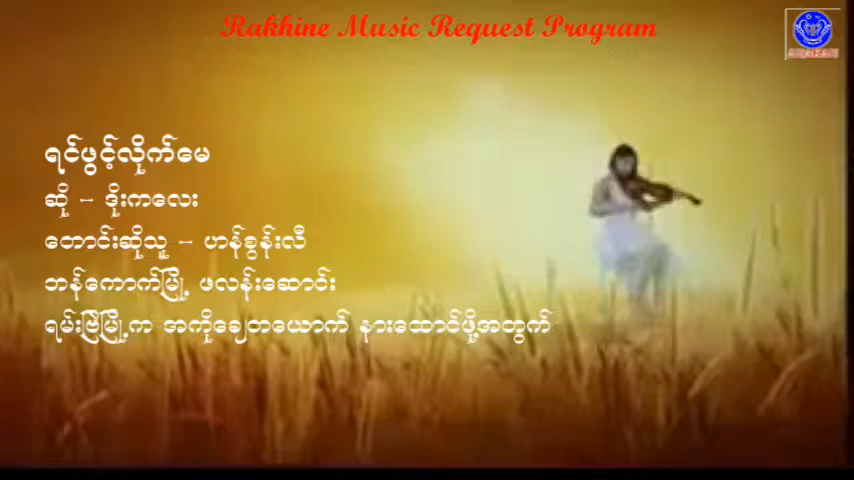 Rakhine Music Request Program
ရင်ဖွင့်လိုက်မေ
ဆို - ဒိုးကလေး
တောင်းဆိုသူ - ဟန်စွန်းလီ
ဘန်ကောက်မြို့ ဖလန်းဆောင်း
ရမ်းဗြဲမြို့က အကိုချေတယောက် နားထောင်ဖို့အတွက်